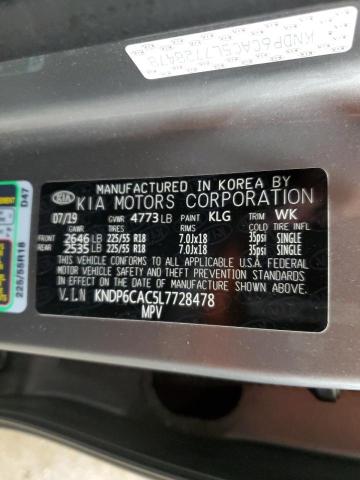 KNDP6CAC5L7728478
MANUFACTURED IN KOREA BY
KIA KIA MOTORS CORPORATION
07/19 GVWR 4773 LB PAINT KLG TRIM WK
TIRES RIMS COLD TIRE INFL.
FRONT 2646 LB 225/55 R18 7.0JX18 35psi SINGLE
REAR 2535 LB 225/55 R18 7.0JX18 35psi SINGLE
THIS VEHICLE CONFORMS TO ALL APPLICABLE U.S. FEDERAL
MOTOR VEHICLE SAFETY AND THEFT PREVENTION STANDARDS
IN EFFECT ON THE DATE OF MANUFACTURE SHOWN ABOVE.
V.I.N KNDP6CAC5L7728478
MPV
D47
225/55R18